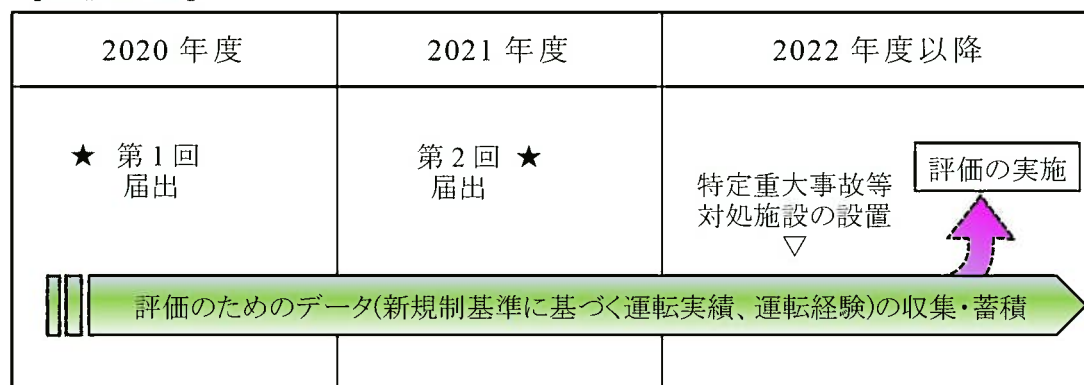 2020 年度
2021 年度
2022 年度以降
★ 第1回
届出
第2回 ★
届出
特定重大事故等
対処施設の設置
▽
評価の実施
評価のためのデータ(新規制基準に基づく運転実績、運転経験)の収集・蓄積